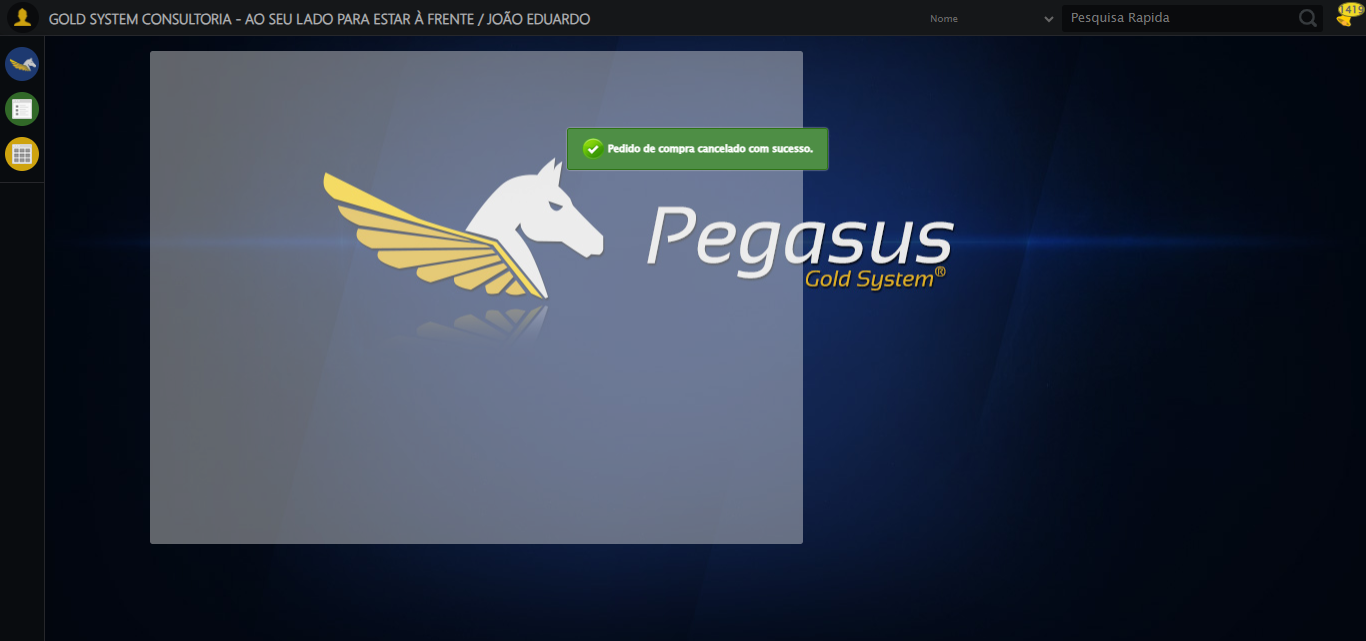 GOLD SYSTEM CONSULTORIA - AO SEU LADO PARA ESTAR À FRENTE / JOÃO EDUARDO
Nome
Pesquisa Rapida
1419
Pedido de compra cancelado com sucesso.
Pegasus
Gold System®